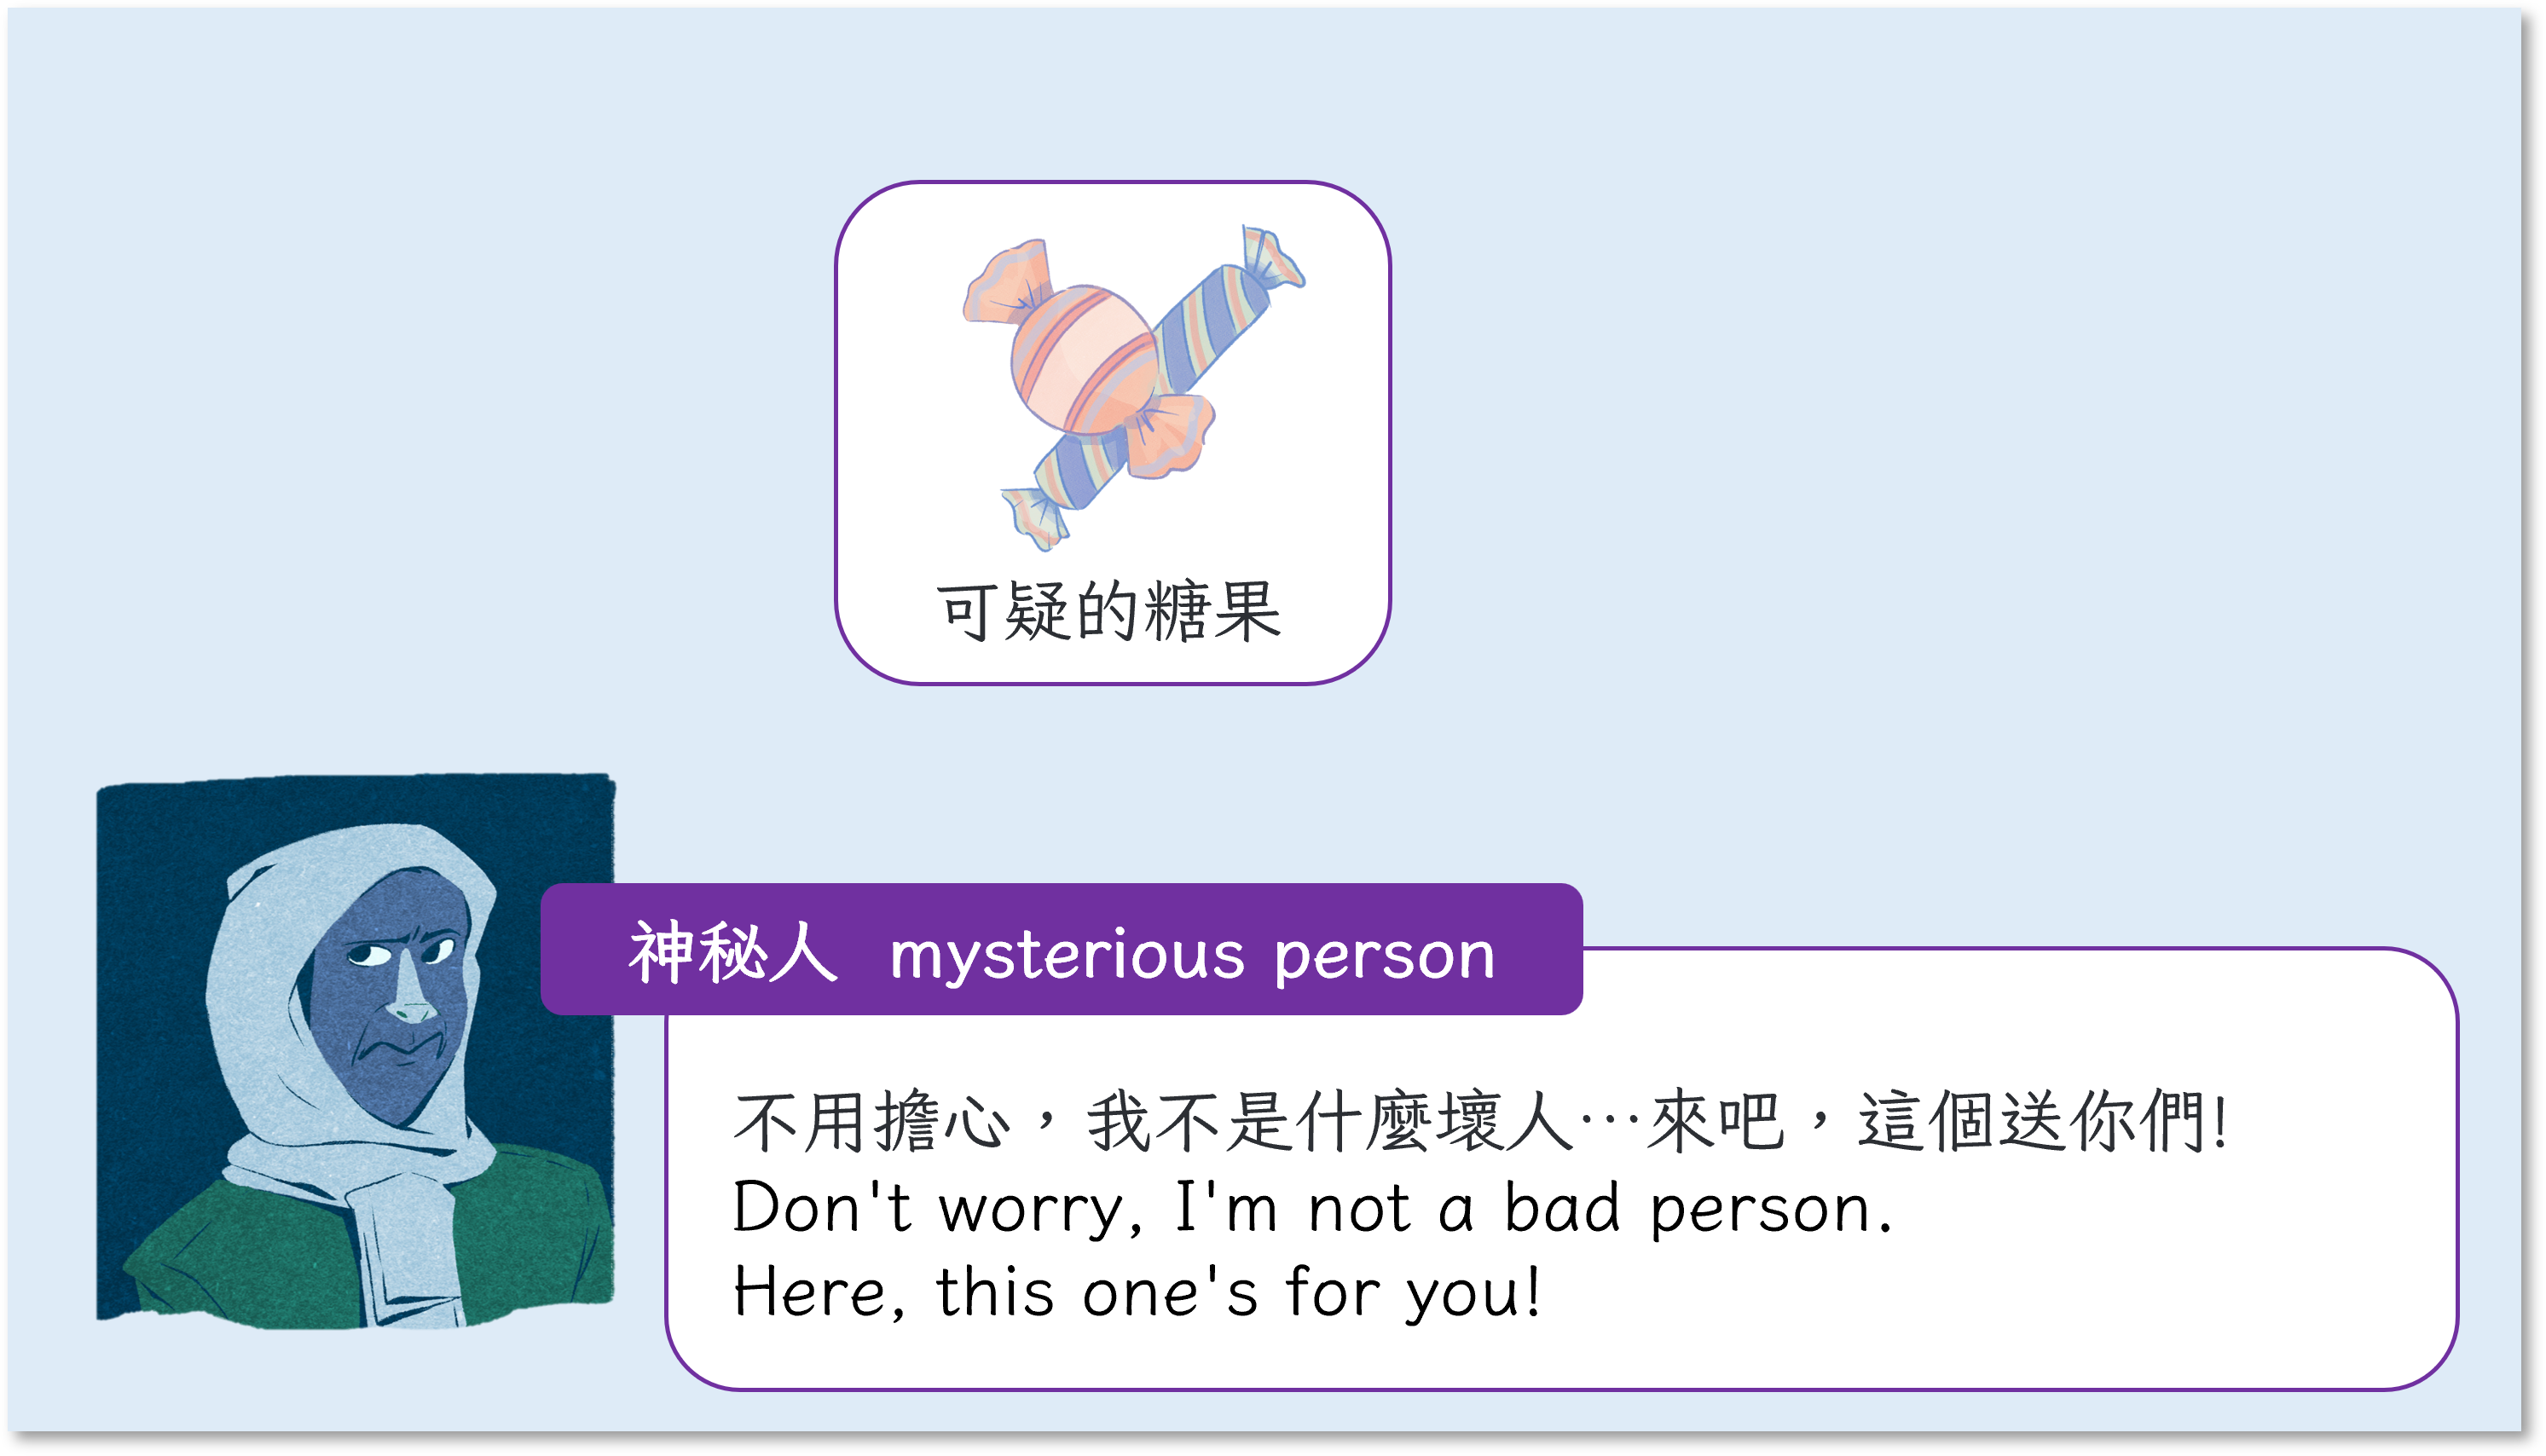 可疑的糖果
神秘人 mysterious person
不用擔心，我不是什麼壞人⋯來吧，這個送你們!
Don't worry, I'm not a bad person.
Here, this one's for you!